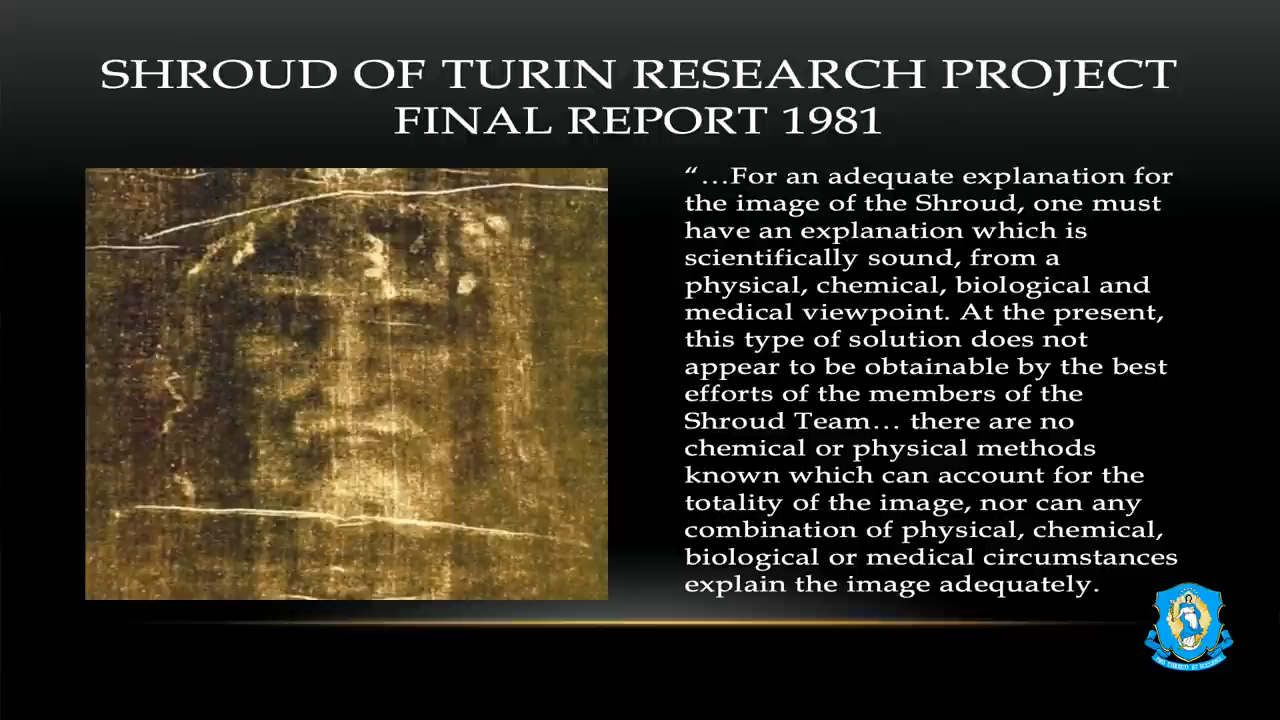 SHROUD OF TURIN RESEARCH PROJECT
FINAL REPORT 1981
“…For an adequate explanation for
the image of the Shroud, one must
have an explanation which is
scientifically sound, from a
physical, chemical, biological and
medical viewpoint. At the present,
this type of solution does not
appear to be obtainable by the best
efforts of the members of the
Shroud Team… there are no
chemical or physical methods
known which can account for the
totality of the image, nor can any
combination of physical, chemical,
biological or medical circumstances
explain the image adequately.